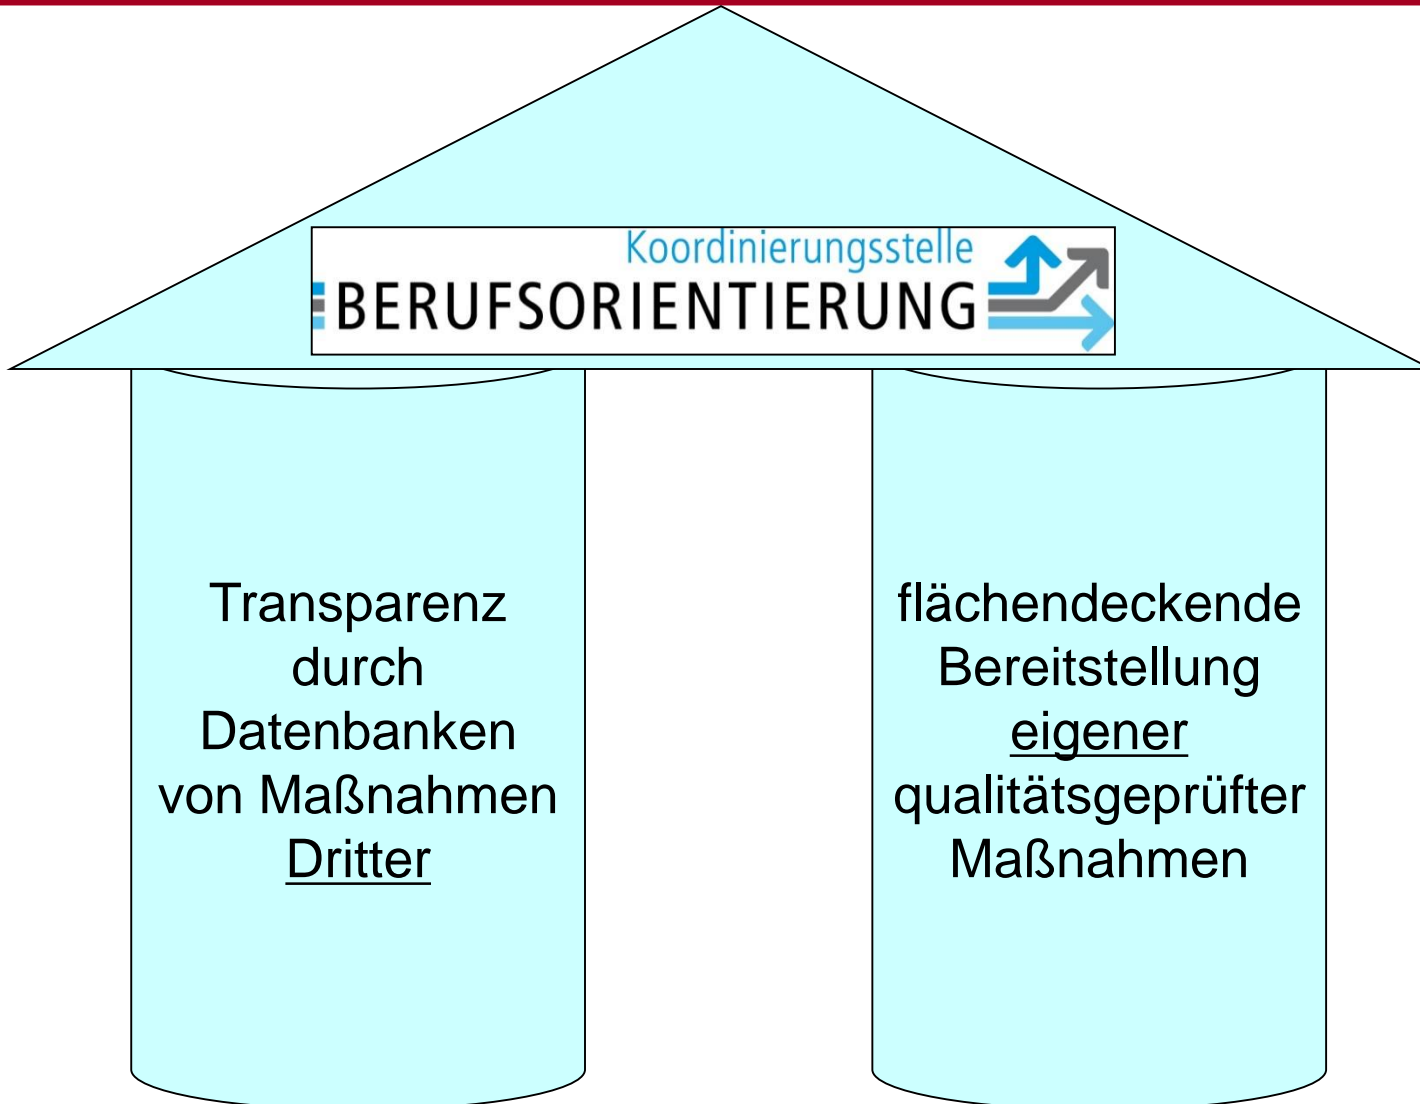 Koordinierungsstelle
BERUFSORIENTIERUNG
Transparenz
durch
Datenbanken
von Maßnahmen
Dritter
flächendeckende
Bereitstellung
eigener
qualitätsgeprüfter
Maßnahmen